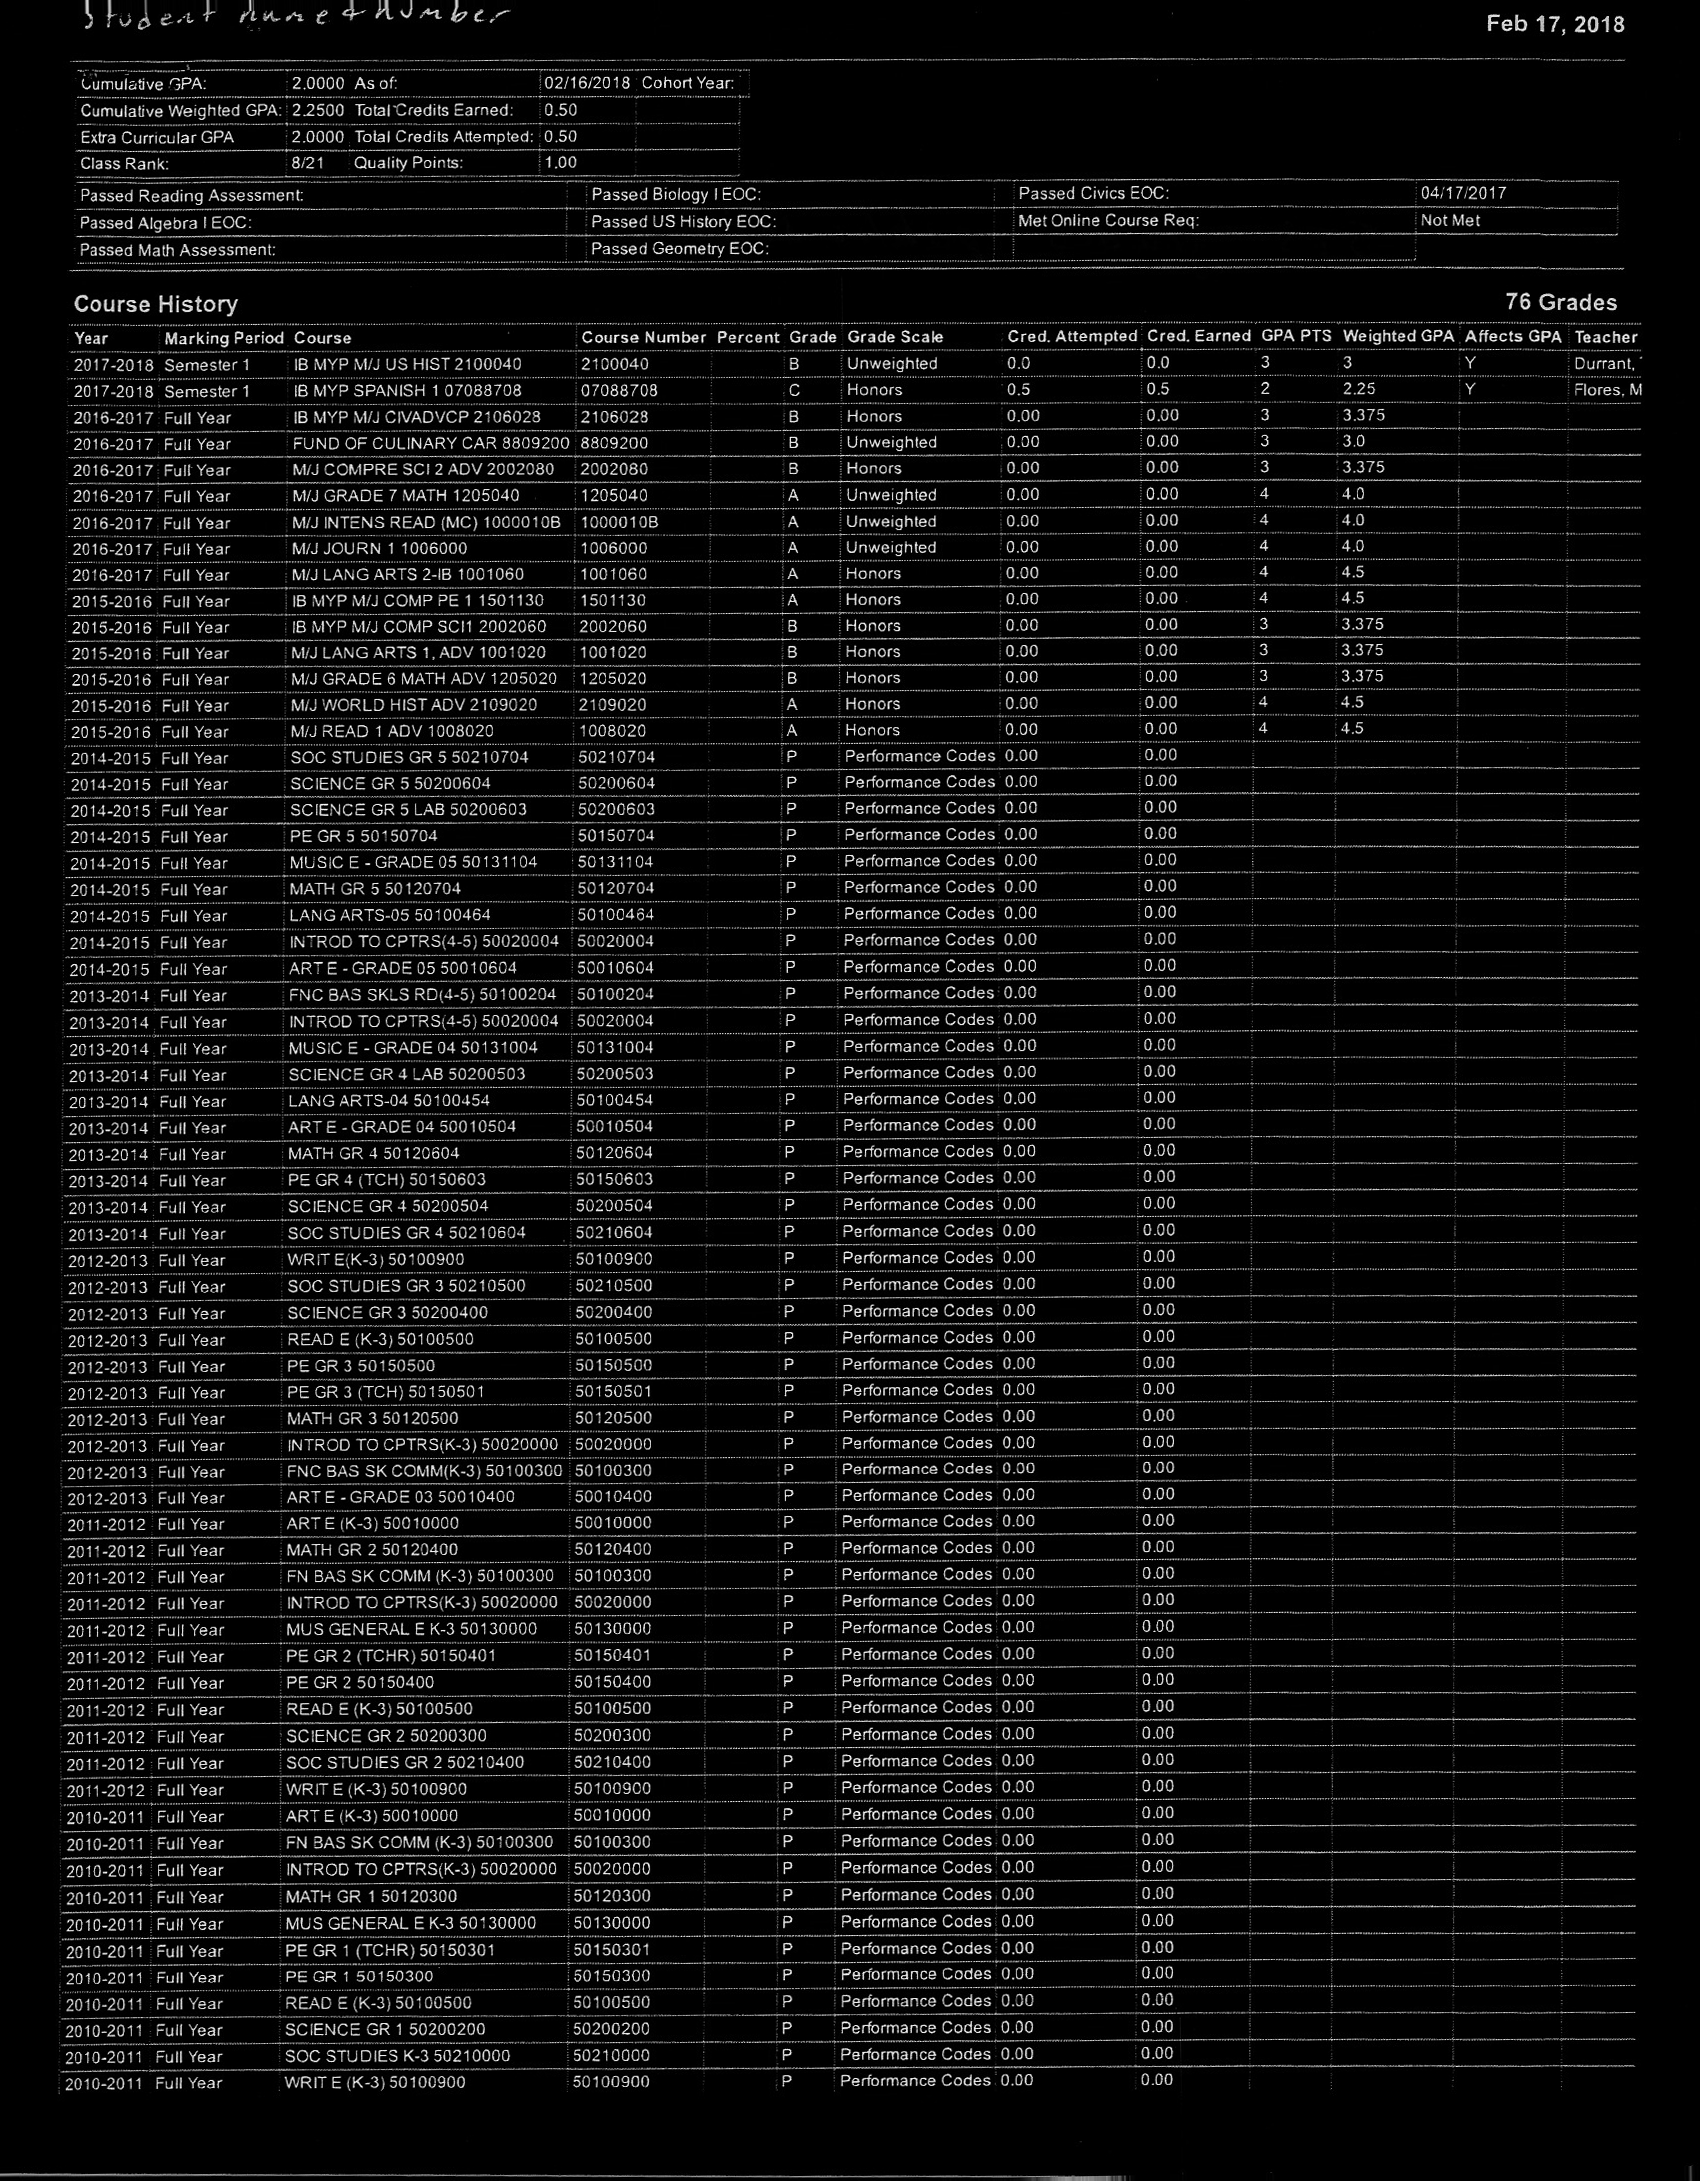 Student name & number
Feb 17, 2018
Cumulative GPA: 2.0000 As of: 02/16/2018 Cohort Year:
Cumulative Weighted GPA: 2.2500 Total Credits Earned: 0.50
Extra Curricular GPA 2.0000 Total Credits Attempted: 0.50
Class Rank: 8/21 Quality Points: 1.00
Passed Reading Assessment: Passed Biology I EOC: Passed Civics EOC: 04/17/2017
Passed Algebra I EOC: Passed US History EOC: Met Online Course Req: Not Met
Passed Math Assessment: Passed Geometry EOC:
Course History 76 Grades
Year Marking Period Course Course Number Percent Grade Grade Scale Cred. Attempted Cred. Earned GPA PTS Weighted GPA Affects GPA Teacher
2017-2018 Semester 1 IB MYP M/J US HIST 2100040 2100040 B Unweighted 0.0 0.0 3 3 Y Durrant,
2017-2018 Semester 1 IB MYP SPANISH 1 07088708 07088708 C Honors 0.5 0.5 2 2.25 Y Flores, M
2016-2017 Full Year IB MYP M/J CIVADVCP 2106028 2106028 B Honors 0.00 0.00 3 3.375
2016-2017 Full Year FUND OF CULINARY CAR 8809200 8809200 B Unweighted 0.00 0.00 3 3.0
2016-2017 Full Year M/J COMPRE SCI 2 ADV 2002080 2002080 B Honors 0.00 0.00 3 3.375
2016-2017 Full Year M/J GRADE 7 MATH 1205040 1205040 A Unweighted 0.00 0.00 4 4.0
2016-2017 Full Year M/J INTENS READ (MC) 1000010B 1000010B A Unweighted 0.00 0.00 4 4.0
2016-2017 Full Year M/J JOURN 1 1006000 1006000 A Unweighted 0.00 0.00 4 4.0
2016-2017 Full Year M/J LANG ARTS 2-IB 1001060 1001060 A Honors 0.00 0.00 4 4.5
2015-2016 Full Year IB MYP M/J COMP PE 1 1501130 1501130 A Honors 0.00 0.00 4 4.5
2015-2016 Full Year IB MYP M/J COMP SCI1 2002060 2002060 B Honors 0.00 0.00 3 3.375
2015-2016 Full Year M/J LANG ARTS 1, ADV 1001020 1001020 B Honors 0.00 0.00 3 3.375
2015-2016 Full Year M/J GRADE 6 MATH ADV 1205020 1205020 B Honors 0.00 0.00 3 3.375
2015-2016 Full Year M/J WORLD HIST ADV 2109020 2109020 A Honors 0.00 0.00 4 4.5
2015-2016 Full Year M/J READ 1 ADV 1008020 1008020 A Honors 0.00 0.00 4 4.5
2014-2015 Full Year SOC STUDIES GR 5 50210704 50210704 P Performance Codes 0.00 0.00
2014-2015 Full Year SCIENCE GR 5 50200604 50200604 P Performance Codes 0.00 0.00
2014-2015 Full Year SCIENCE GR 5 LAB 50200603 50200603 P Performance Codes 0.00 0.00
2014-2015 Full Year PE GR 5 50150704 50150704 P Performance Codes 0.00 0.00
2014-2015 Full Year MUSIC E - GRADE 05 50131104 50131104 P Performance Codes 0.00 0.00
2014-2015 Full Year MATH GR 5 50120704 50120704 P Performance Codes 0.00 0.00
2014-2015 Full Year LANG ARTS-05 50100464 50100464 P Performance Codes 0.00 0.00
2014-2015 Full Year INTROD TO CPTRS(4-5) 50020004 50020004 P Performance Codes 0.00 0.00
2014-2015 Full Year ART E - GRADE 05 50010604 50010604 P Performance Codes 0.00 0.00
2013-2014 Full Year FNC BAS SKLS RD(4-5) 50100204 50100204 P Performance Codes 0.00 0.00
2013-2014 Full Year INTROD TO CPTRS(4-5) 50020004 50020004 P Performance Codes 0.00 0.00
2013-2014 Full Year MUSIC E - GRADE 04 50131004 50131004 P Performance Codes 0.00 0.00
2013-2014 Full Year SCIENCE GR 4 LAB 50200503 50200503 P Performance Codes 0.00 0.00
2013-2014 Full Year LANG ARTS-04 50100454 50100454 P Performance Codes 0.00 0.00
2013-2014 Full Year ART E - GRADE 04 50010504 50010504 P Performance Codes 0.00 0.00
2013-2014 Full Year MATH GR 4 50120604 50120604 P Performance Codes 0.00 0.00
2013-2014 Full Year PE GR 4 (TCH) 50150603 50150603 P Performance Codes 0.00 0.00
2013-2014 Full Year SCIENCE GR 4 50200504 50200504 P Performance Codes 0.00 0.00
2013-2014 Full Year SOC STUDIES GR 4 50210604 50210604 P Performance Codes 0.00 0.00
2012-2013 Full Year WRIT E(K-3) 50100900 50100900 P Performance Codes 0.00 0.00
2012-2013 Full Year SOC STUDIES GR 3 50210500 50210500 P Performance Codes 0.00 0.00
2012-2013 Full Year SCIENCE GR 3 50200400 50200400 P Performance Codes 0.00 0.00
2012-2013 Full Year READ E (K-3) 50100500 50100500 P Performance Codes 0.00 0.00
2012-2013 Full Year PE GR 3 50150500 50150500 P Performance Codes 0.00 0.00
2012-2013 Full Year PE GR 3 (TCH) 50150501 50150501 P Performance Codes 0.00 0.00
2012-2013 Full Year MATH GR 3 50120500 50120500 P Performance Codes 0.00 0.00
2012-2013 Full Year INTROD TO CPTRS(K-3) 50020000 50020000 P Performance Codes 0.00 0.00
2012-2013 Full Year FNC BAS SK COMM(K-3) 50100300 50100300 P Performance Codes 0.00 0.00
2012-2013 Full Year ART E - GRADE 03 50010400 50010400 P Performance Codes 0.00 0.00
2011-2012 Full Year ART E (K-3) 50010000 50010000 P Performance Codes 0.00 0.00
2011-2012 Full Year MATH GR 2 50120400 50120400 P Performance Codes 0.00 0.00
2011-2012 Full Year FN BAS SK COMM (K-3) 50100300 50100300 P Performance Codes 0.00 0.00
2011-2012 Full Year INTROD TO CPTRS(K-3) 50020000 50020000 P Performance Codes 0.00 0.00
2011-2012 Full Year MUS GENERAL E K-3 50130000 50130000 P Performance Codes 0.00 0.00
2011-2012 Full Year PE GR 2 (TCHR) 50150401 50150401 P Performance Codes 0.00 0.00
2011-2012 Full Year PE GR 2 50150400 50150400 P Performance Codes 0.00 0.00
2011-2012 Full Year READ E (K-3) 50100500 50100500 P Performance Codes 0.00 0.00
2011-2012 Full Year SCIENCE GR 2 50200300 50200300 P Performance Codes 0.00 0.00
2011-2012 Full Year SOC STUDIES GR 2 50210400 50210400 P Performance Codes 0.00 0.00
2011-2012 Full Year WRIT E (K-3) 50100900 50100900 P Performance Codes 0.00 0.00
2010-2011 Full Year ART E (K-3) 50010000 50010000 P Performance Codes 0.00 0.00
2010-2011 Full Year FN BAS SK COMM (K-3) 50100300 50100300 P Performance Codes 0.00 0.00
2010-2011 Full Year INTROD TO CPTRS(K-3) 50020000 50020000 P Performance Codes 0.00 0.00
2010-2011 Full Year MATH GR 1 50120300 50120300 P Performance Codes 0.00 0.00
2010-2011 Full Year MUS GENERAL E K-3 50130000 50130000 P Performance Codes 0.00 0.00
2010-2011 Full Year PE GR 1 (TCHR) 50150301 50150301 P Performance Codes 0.00 0.00
2010-2011 Full Year PE GR 1 50150300 50150300 P Performance Codes 0.00 0.00
2010-2011 Full Year READ E (K-3) 50100500 50100500 P Performance Codes 0.00 0.00
2010-2011 Full Year SCIENCE GR 1 50200200 50200200 P Performance Codes 0.00 0.00
2010-2011 Full Year SOC STUDIES K-3 50210000 50210000 P Performance Codes 0.00 0.00
2010-2011 Full Year WRIT E (K-3) 50100900 50100900 P Performance Codes 0.00 0.00